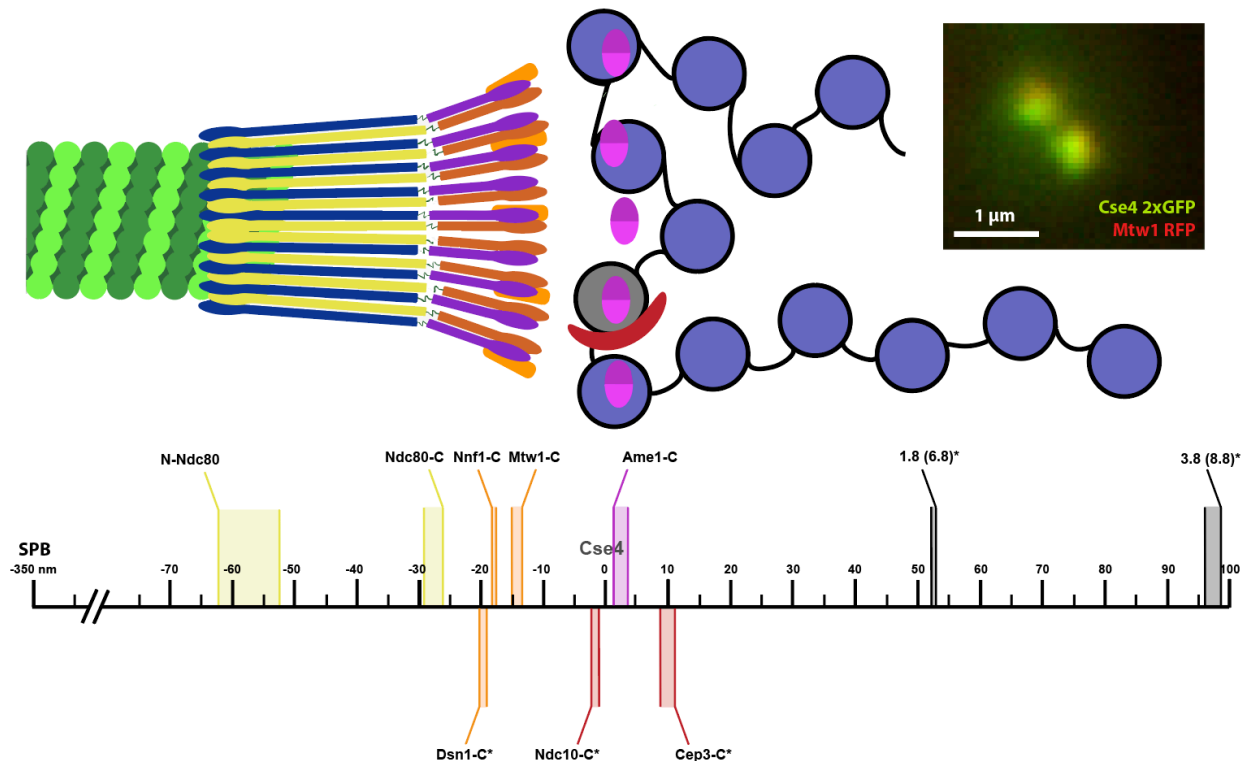 1 μm
Cse4 2xGFP
Mtw1 RFP
N-Ndc80
Ndc80-C
Nnf1-C
Mtw1-C
Ame1-C
1.8 (6.8)*
3.8 (8.8)*
SPB
Cse4
-350 nm
-70
-60
-50
-40
-30
-20
-10
0
10
20
30
40
50
60
70
80
90
100
Dsn1-C*
Ndc10-C*
Cep3-C*